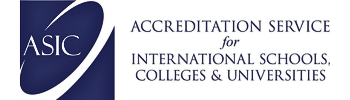 ASIC
ACCREDITATION SERVICE
for
INTERNATIONAL SCHOOLS,
COLLEGES & UNIVERSITIES